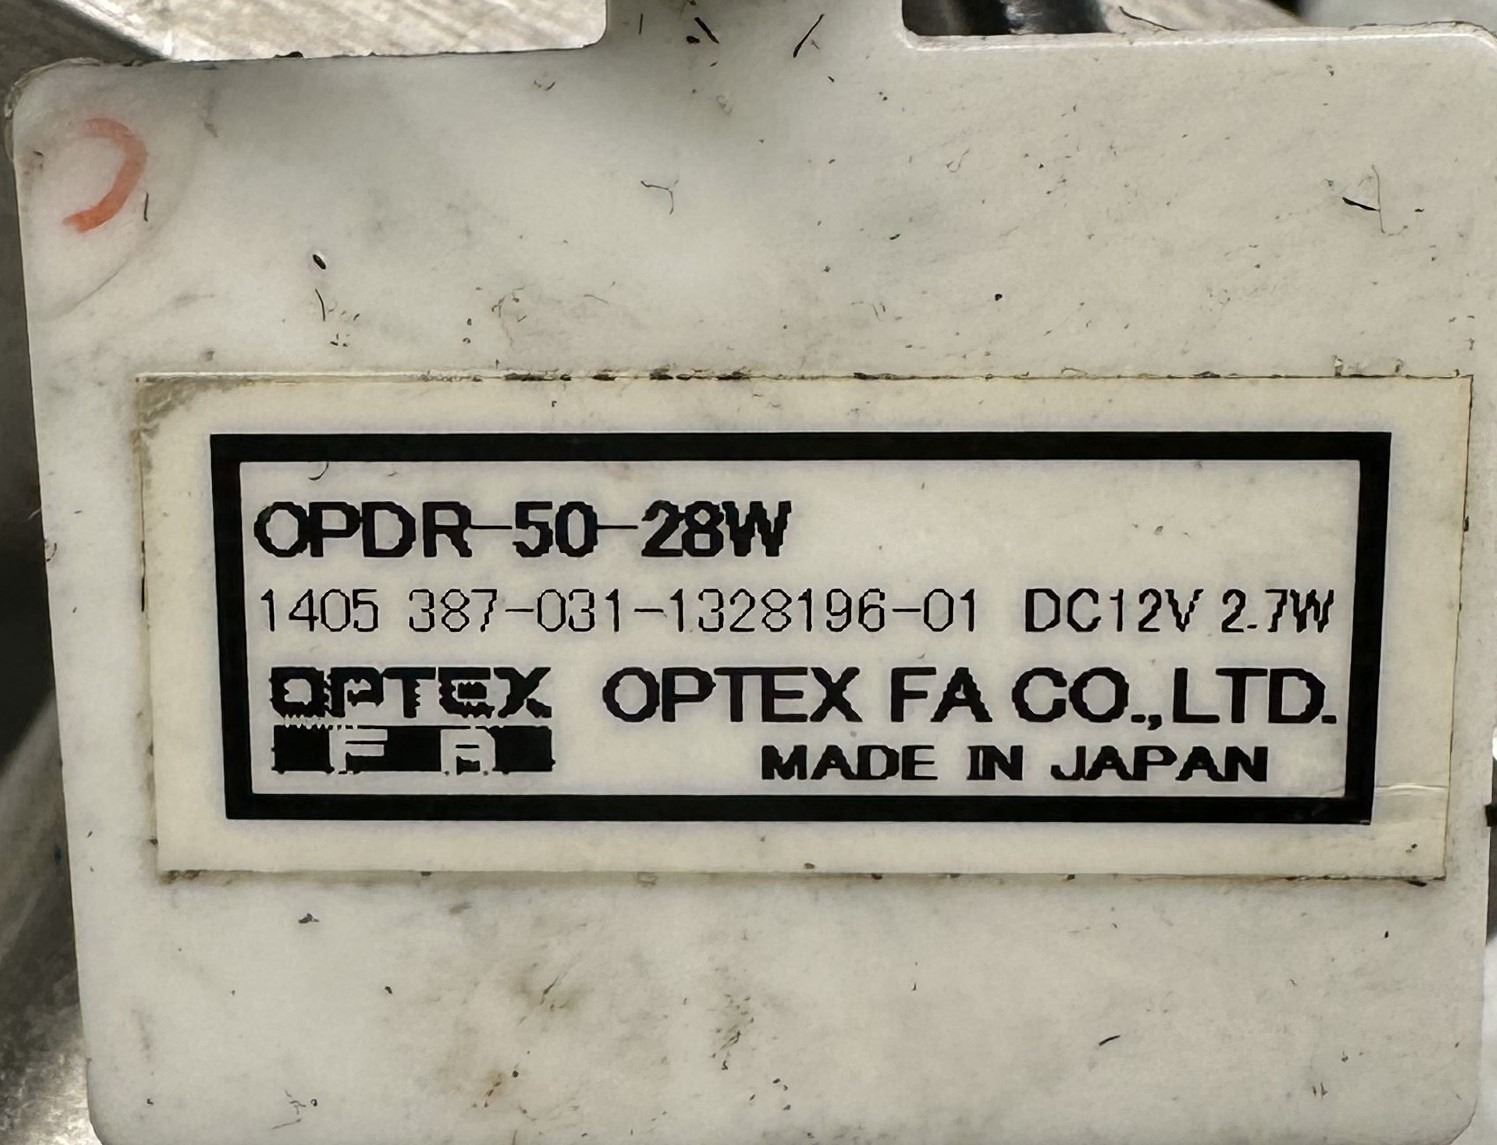 OPDR-50-28W
1405 387-031-1328196-01 DC12V 2.7W
OPTEX FA OPTEX FA CO.,LTD.
MADE IN JAPAN